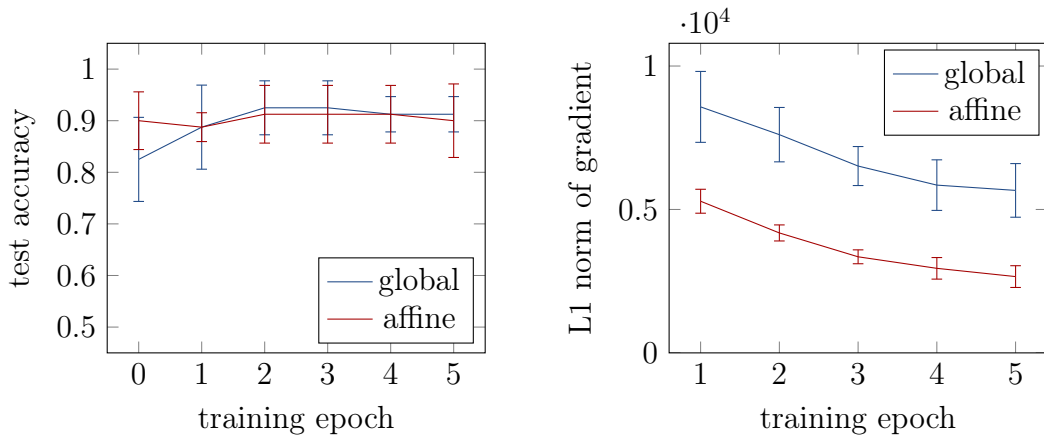 test accuracy
1
0.9
0.8
0.7
0.6
0.5
global
affine
0 1 2 3 4 5
training epoch
·10⁴
L1 norm of gradient
1
0.5
0
global
affine
1 2 3 4 5
training epoch